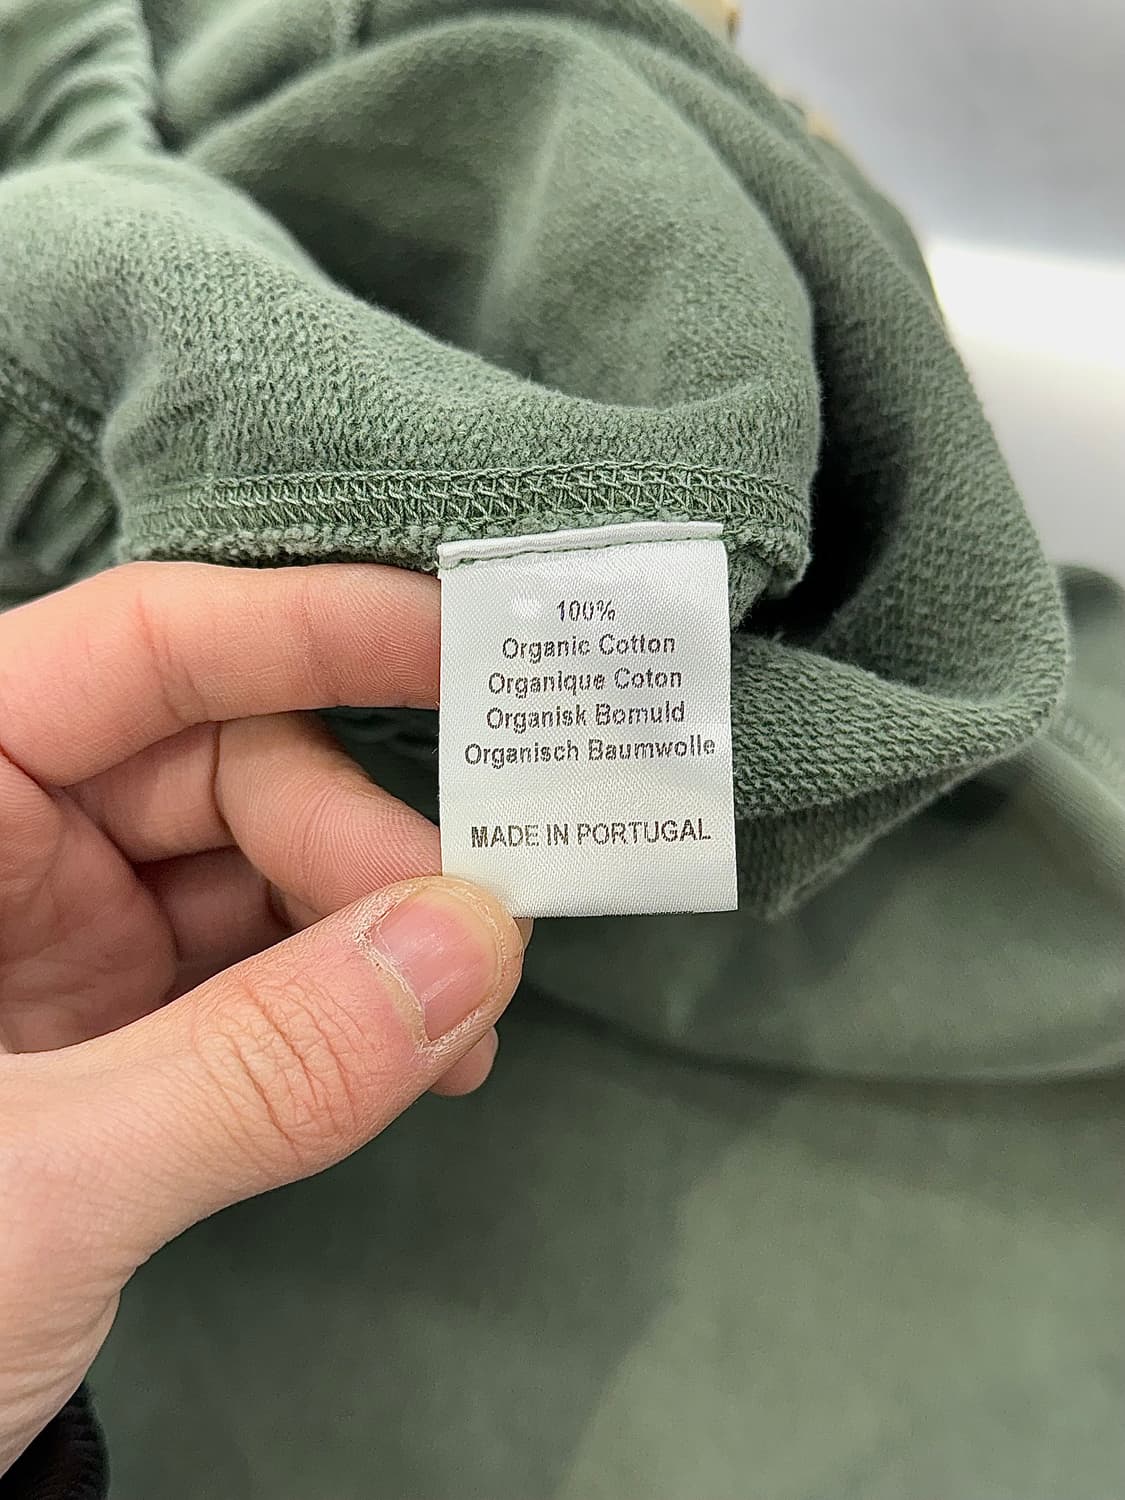 100%
Organic Cotton
Organique Coton
Organisk Bomuld
Organisch Baumwolle
MADE IN PORTUGAL